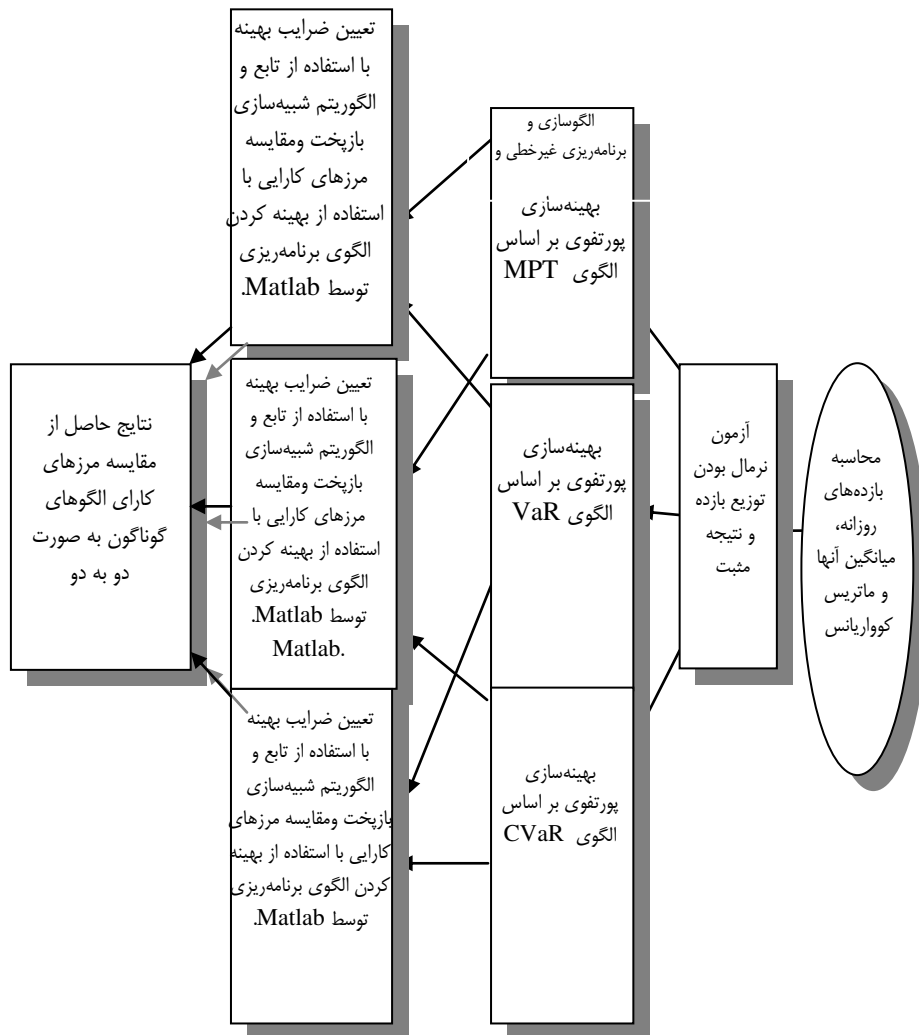 محاسبه
بازده‌های
روزانه،
میانگین آنها
و ماتریس
کوواریانس
آزمون
نرمال بودن
توزیع بازده
و نتیجه
مثبت
الگوسازی و
برنامه‌ریزی غیرخطی و
بهینه‌سازی
پورتفوی بر اساس
الگوی MPT
بهینه‌سازی
پورتفوی بر اساس
الگوی VaR
بهینه‌سازی
پورتفوی بر اساس
الگوی CVaR
تعیین ضرایب بهینه
با استفاده از تابع و
الگوریتم شبیه‌سازی
بازپخت ومقایسه
مرزهای کارایی با
استفاده از بهینه کردن
الگوی برنامه‌ریزی
توسط Matlab.
تعیین ضرایب بهینه
با استفاده از تابع و
الگوریتم شبیه‌سازی
بازپخت ومقایسه
مرزهای کارایی با
استفاده از بهینه کردن
الگوی برنامه‌ریزی
توسط Matlab.
Matlab.
تعیین ضرایب بهینه
با استفاده از تابع و
الگوریتم شبیه‌سازی
بازپخت ومقایسه مرزهای
کارایی با استفاده از بهینه
کردن الگوی برنامه‌ریزی
توسط Matlab.
نتایج حاصل از
مقایسه مرزهای
کارای الگوهای
گوناگون به صورت
دو به دو